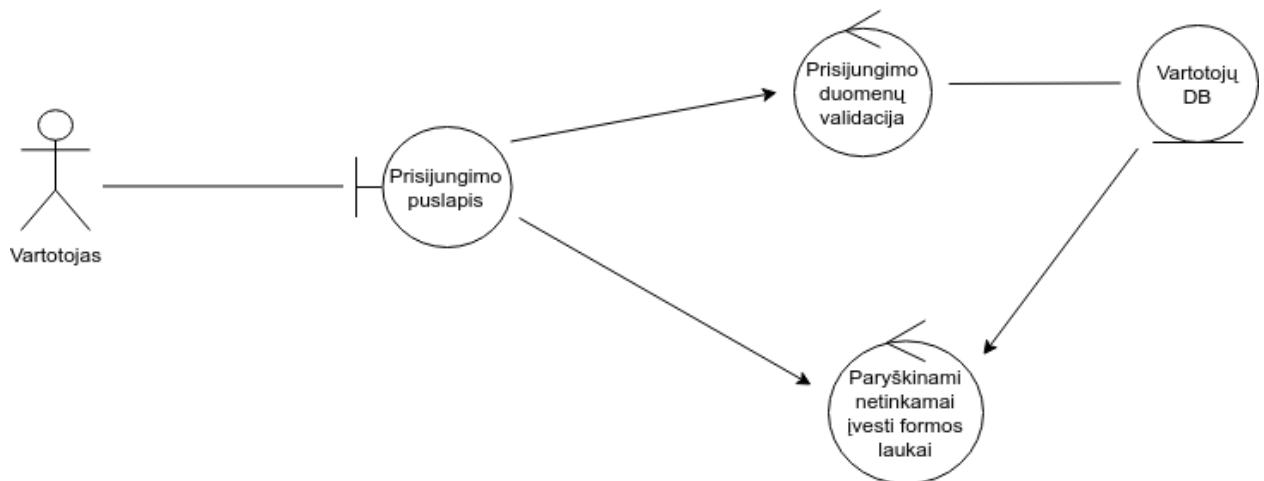 Vartotojas
Prisijungimo
puslapis
Prisijungimo
duomenų
validacija
Vartotojų
DB
Paryškinami
netinkamai
įvesti formos
laukai